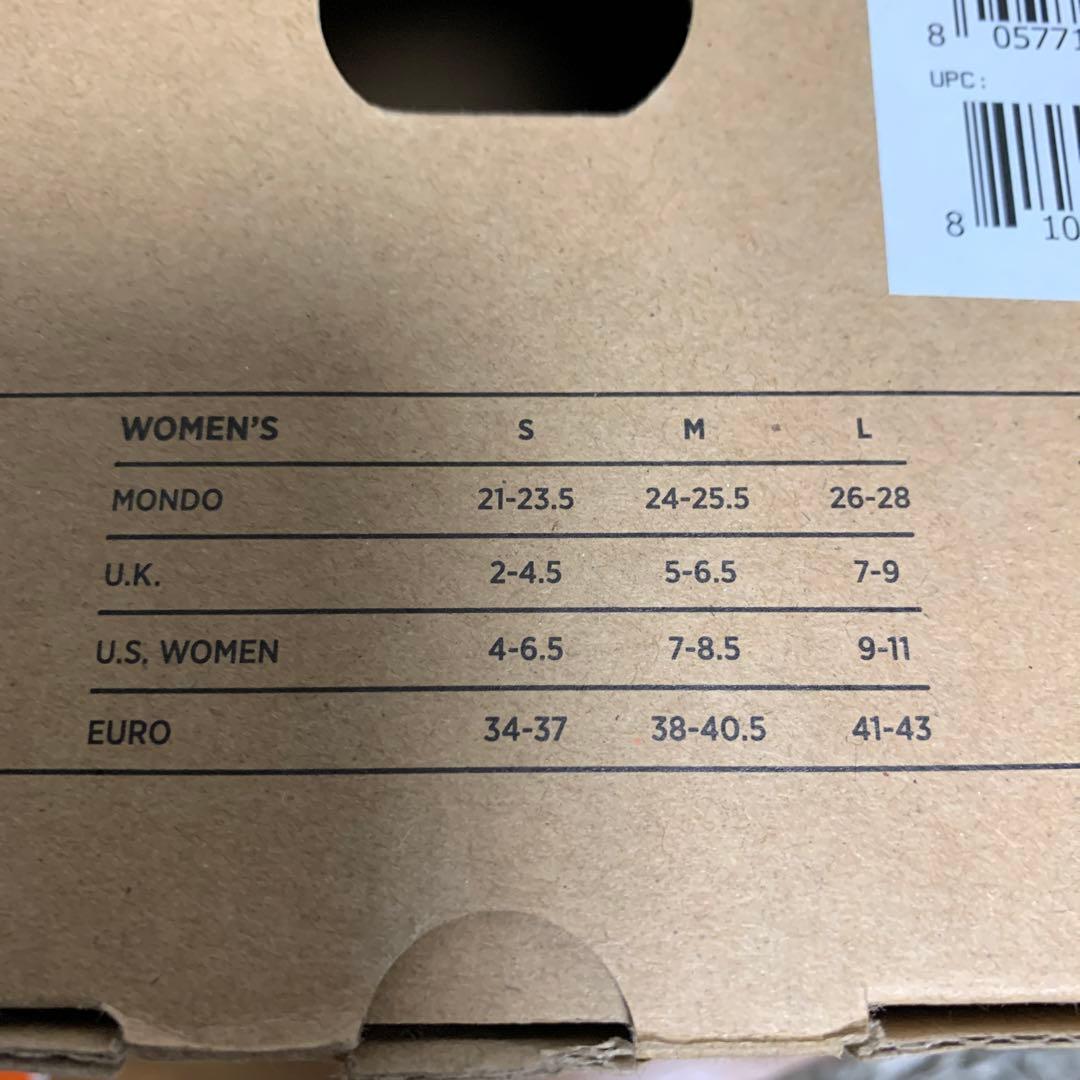 8 05771
UPC:
8 10
WOMEN'S S M L
MONDO 21-23.5 24-25.5 26-28
U.K. 2-4.5 5-6.5 7-9
U.S. WOMEN 4-6.5 7-8.5 9-11
EURO 34-37 38-40.5 41-43